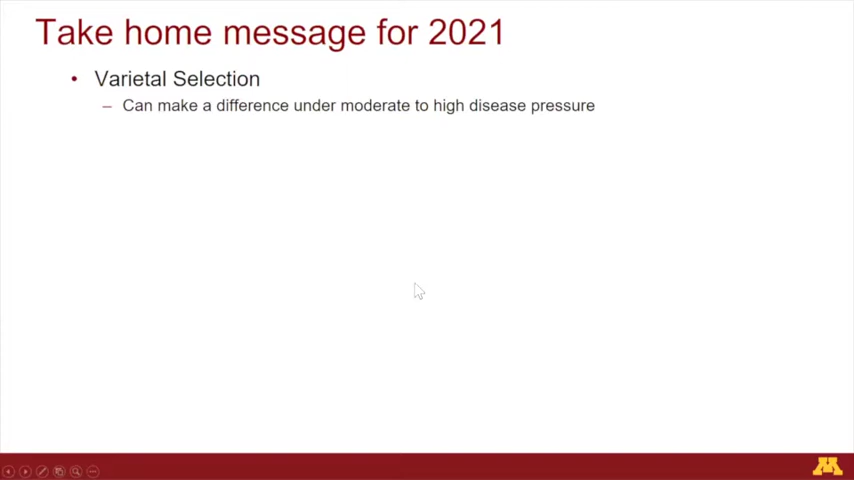 Take home message for 2021
• Varietal Selection
– Can make a difference under moderate to high disease pressure
M